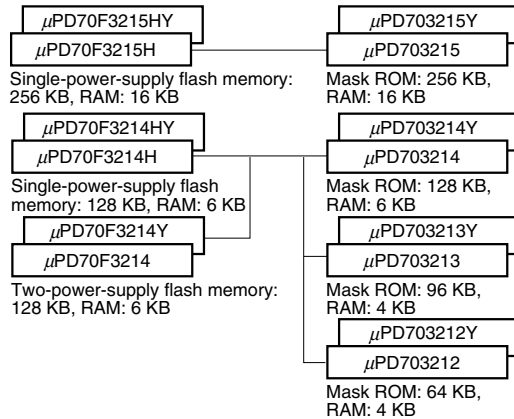 μPD70F3215HY
μPD70F3215H
Single-power-supply flash memory:
256 KB, RAM: 16 KB
μPD703215Y
μPD703215
Mask ROM: 256 KB,
RAM: 16 KB
μPD70F3214HY
μPD70F3214H
Single-power-supply flash
memory: 128 KB, RAM: 6 KB
μPD703214Y
μPD703214
Mask ROM: 128 KB,
RAM: 6 KB
μPD70F3214Y
μPD70F3214
Two-power-supply flash memory:
128 KB, RAM: 6 KB
μPD703213Y
μPD703213
Mask ROM: 96 KB,
RAM: 4 KB
μPD703212Y
μPD703212
Mask ROM: 64 KB,
RAM: 4 KB